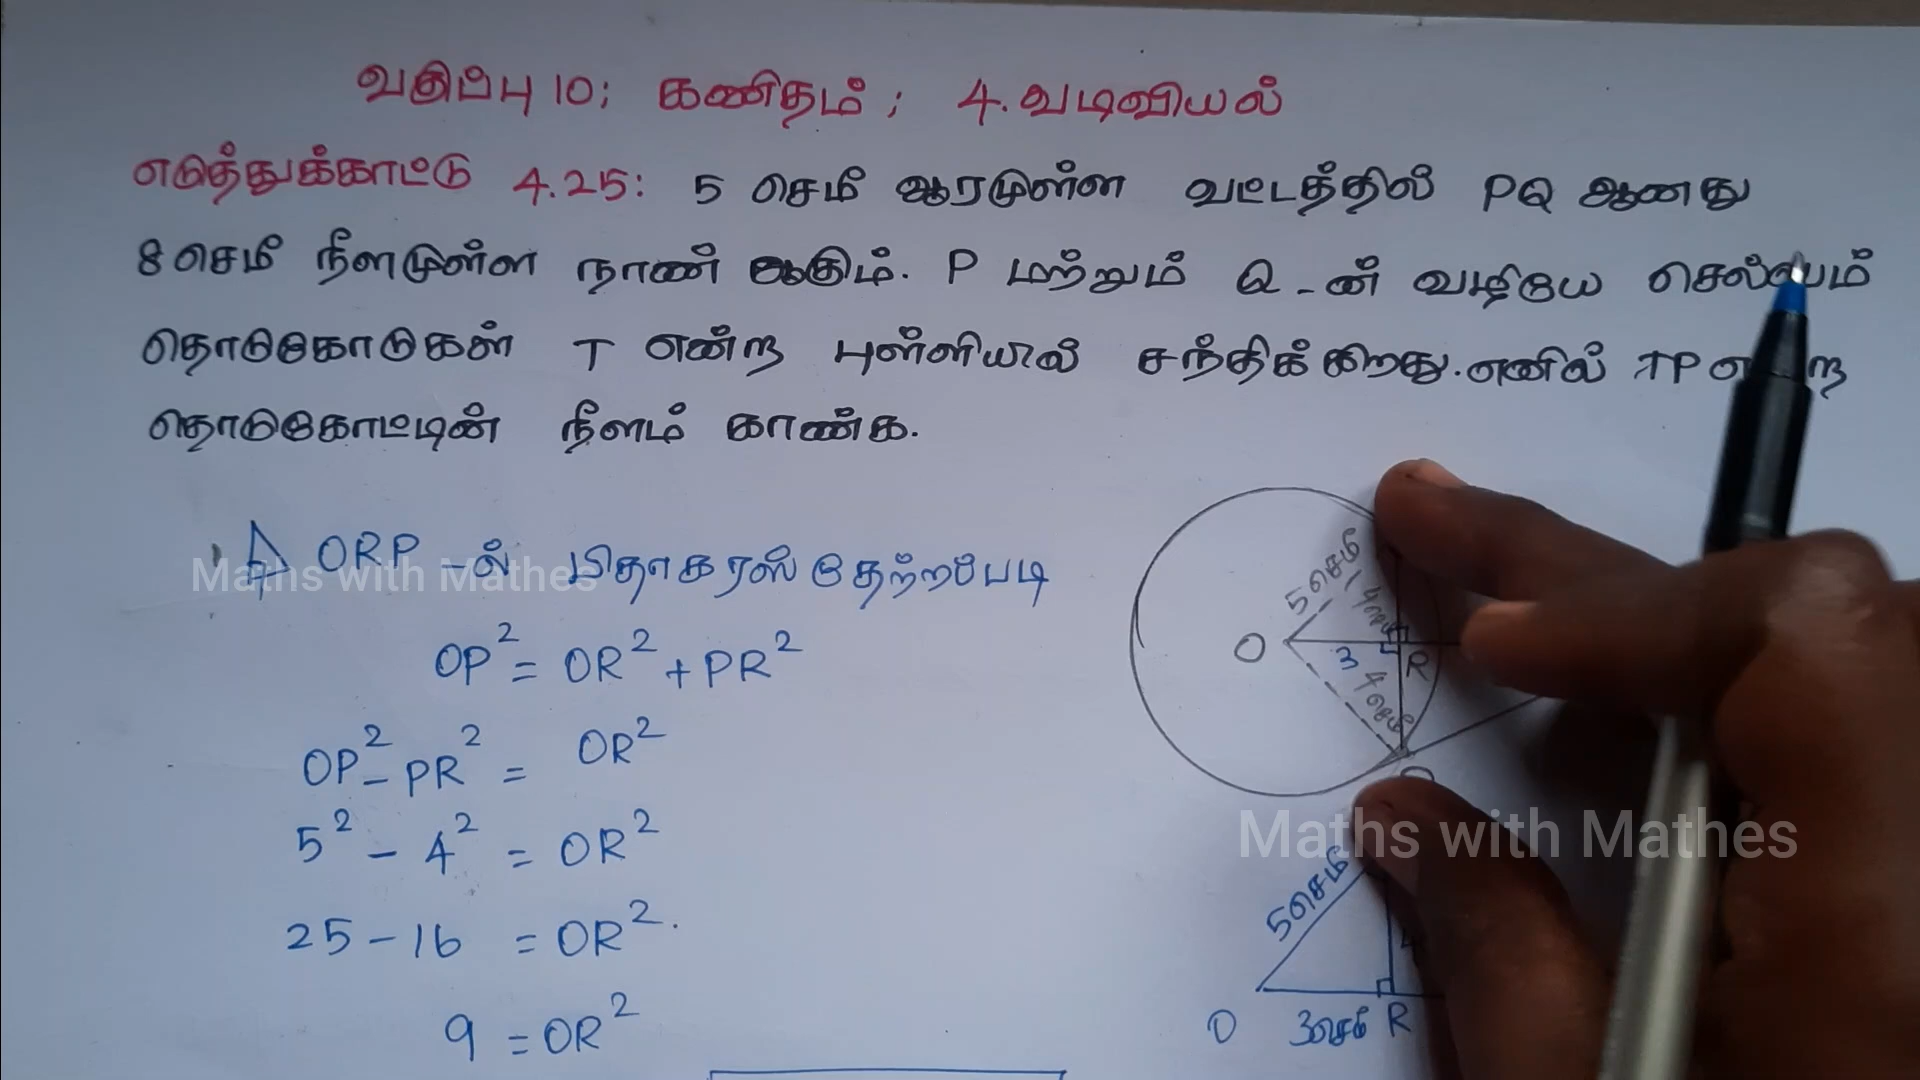 வகுப்பு 10; கணிதம்; 4. வடிவியல்
எடுத்துக்காட்டு 4.25: 5 செமீ ஆரமுள்ள வட்டத்தில் PQ ஆனது
8 செமீ நீளமுள்ள நாண் ஆகும். P மற்றும் Q-ன் வழியே செல்லும்
தொடுகோடுகள் T என்ற புள்ளியில் சந்திக்கிறது. எனில் TP
தொடுகோட்டின் நீளம் காண்க.
ORP -ல் பிதாகரஸ் தேற்றப்படி
Maths with Mathes
OP² = OR² + PR²
OP² - PR² = OR²
5² - 4² = OR²
25 - 16 = OR².
9 = OR²
5 செமீ
4 செமீ
O
3
R
4 செமீ
Maths with Mathes
5 செமீ
4
O 3 செமீ R